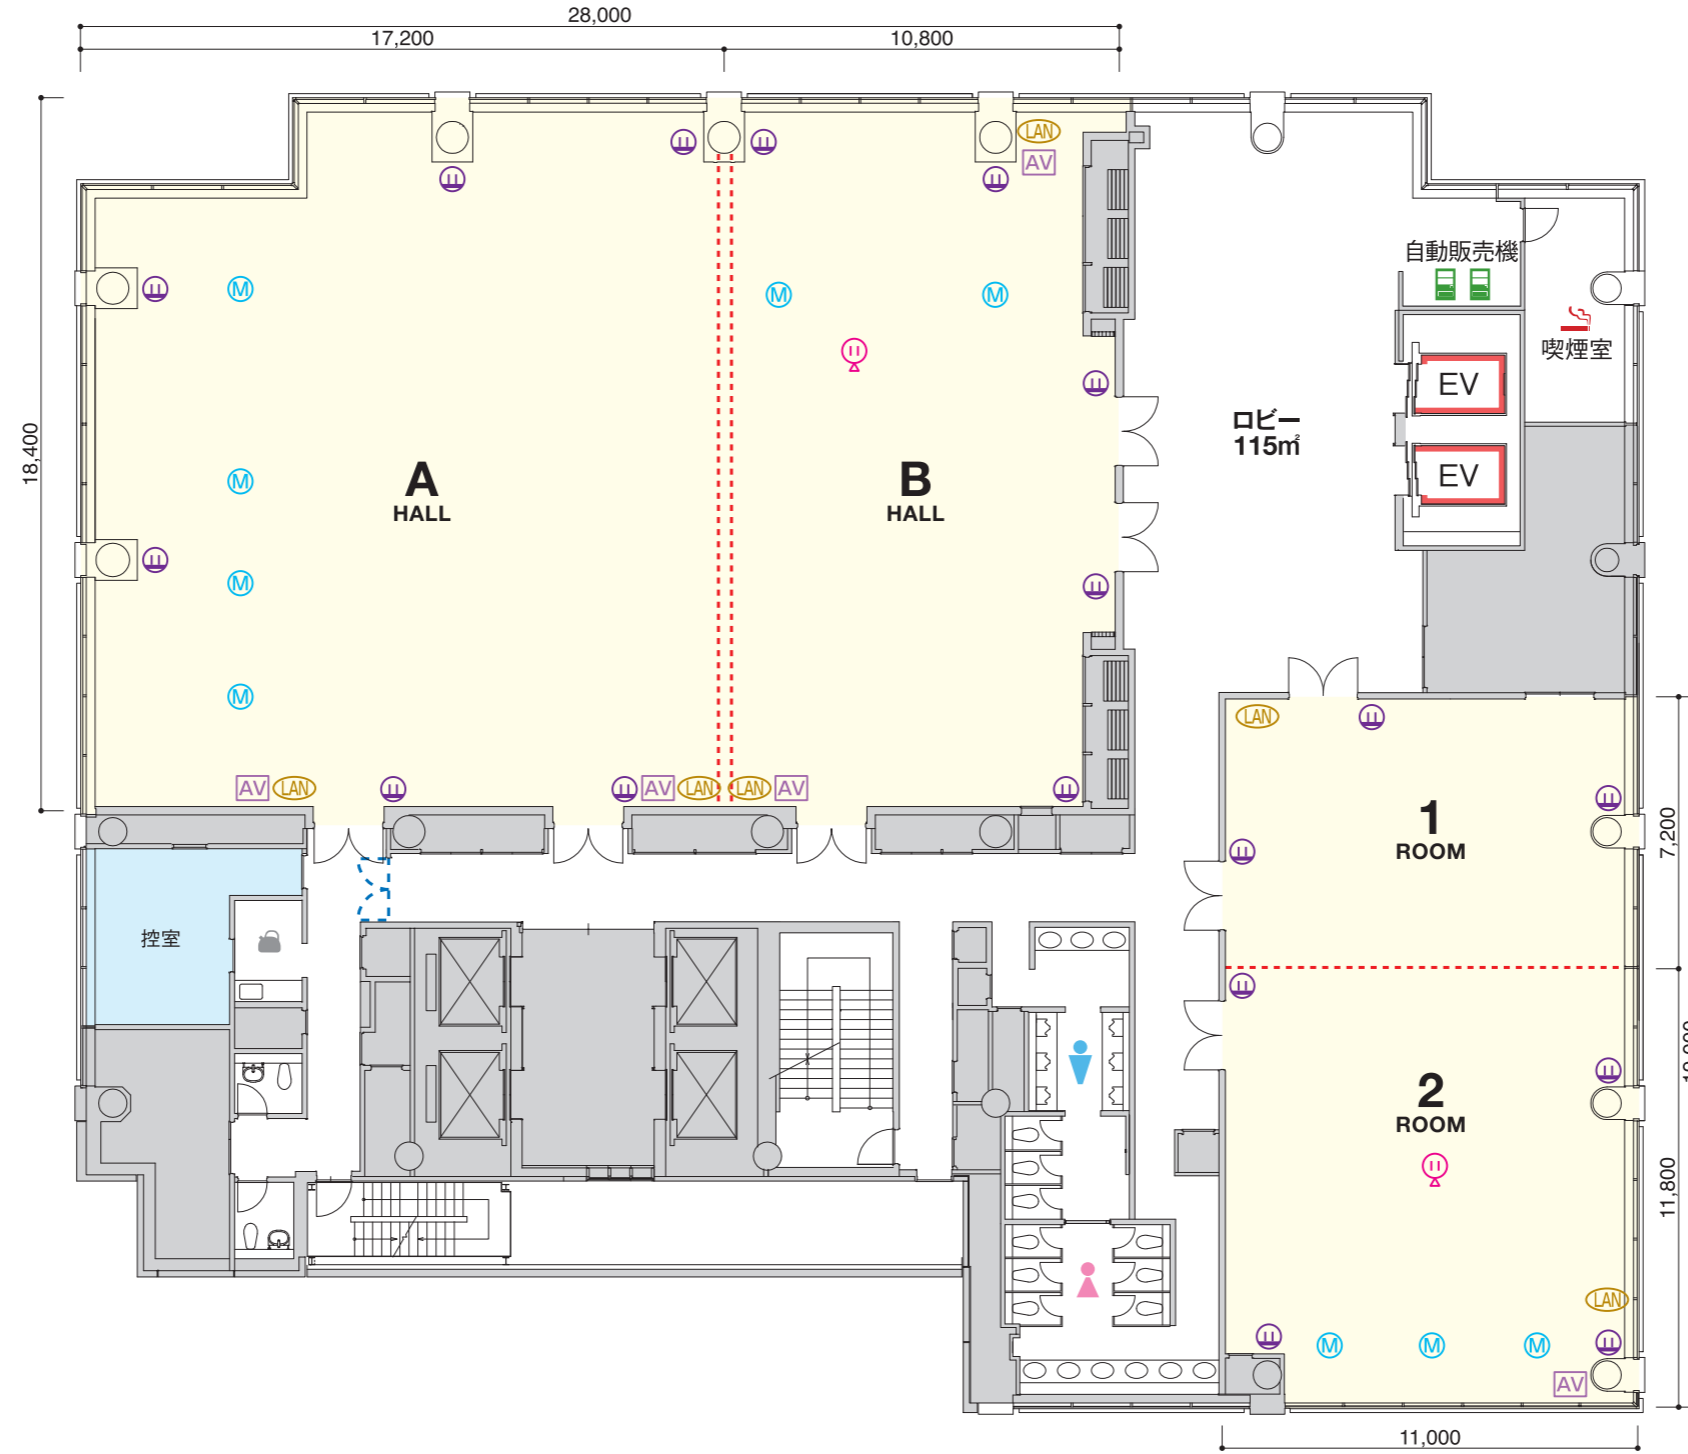 28,000
17,200
10,800
LAN
AV
自動販売機
M
M
M
喫煙室
EV
ロビー
115㎡
18,400
A
HALL
B
HALL
EV
M
M
M
LAN
AV
LAN
AV
LAN
LAN
AV
1
ROOM
7,200
控室
2
ROOM
11,800
LAN
M
M
M
AV
11,000